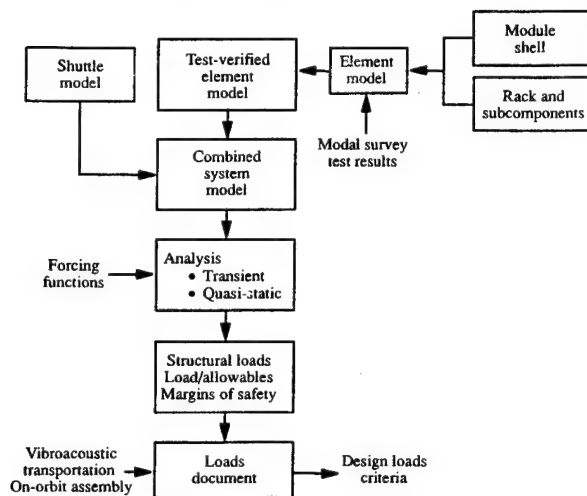 Module
shell
Shuttle
model
Test-verified
element
model
Element
model
Rack and
subcomponents
Modal survey
test results
Combined
system
model
Forcing
functions
Analysis
• Transient
• Quasi-static
Structural loads
Load/allowables
Margins of safety
Vibroacoustic
transportation
On-orbit assembly
Loads
document
Design loads
criteria